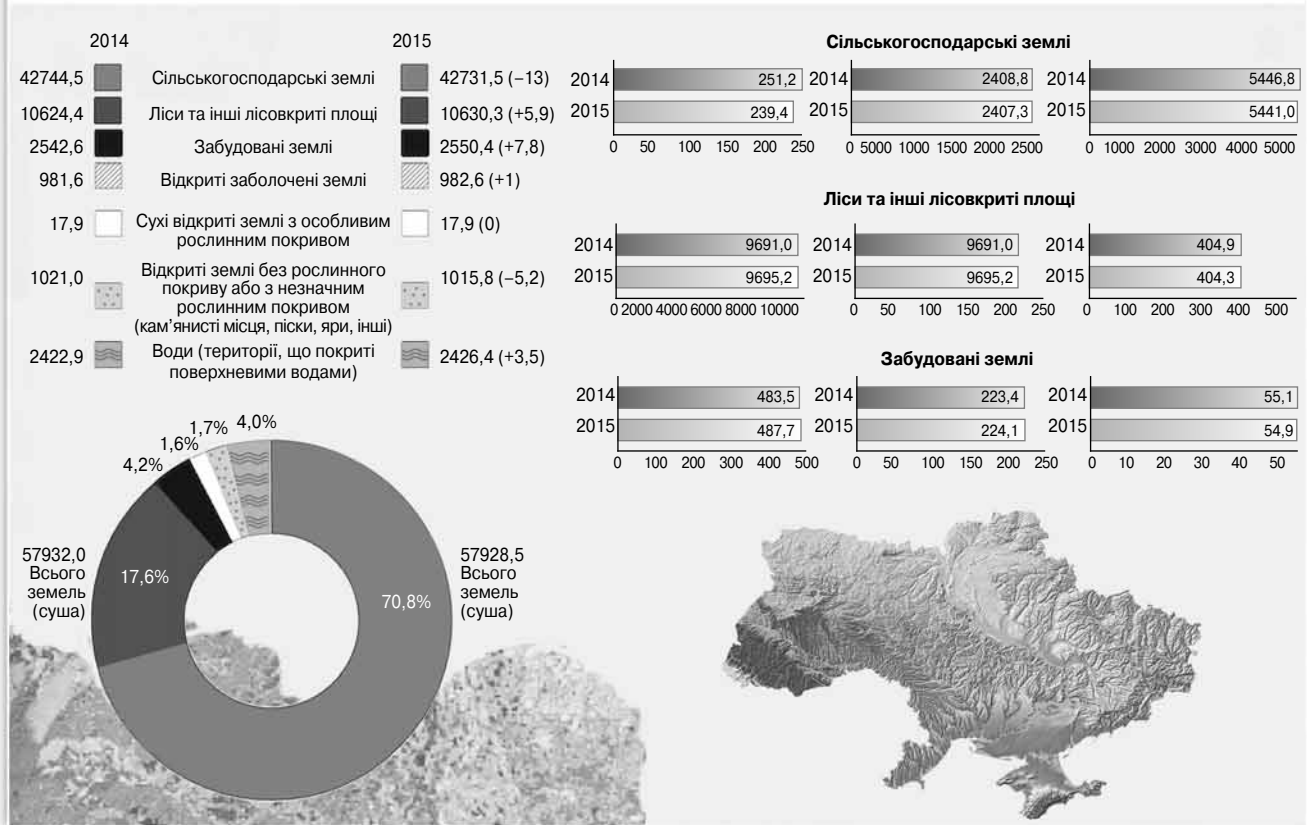 2014 2015
42744,5 Сільськогосподарські землі 42731,5 (−13)
10624,4 Ліси та інші лісовкриті площі 10630,3 (+5,9)
2542,6 Забудовані землі 2550,4 (+7,8)
981,6 Відкриті заболочені землі 982,6 (+1)
17,9 Сухі відкриті землі з особливим 17,9 (0)
рослинним покривом
1021,0 Відкриті землі без рослинного 1015,8 (−5,2)
покриву або з незначним
рослинним покривом
(кам’янисті місця, піски, яри, інші)
2422,9 Води (території, що покриті 2426,4 (+3,5)
поверхневими водами)
4,2%
1,6%
1,7%
4,0%
17,6%
70,8%
57932,0
Всього
земель
(суша)
57928,5
Всього
земель
(суша)
Сільськогосподарські землі
2014 251,2
2015 239,4
0 50 100 150 200 250
2014 2408,8
2015 2407,3
0 5000 1000 1500 2000 2500
2014 5446,8
2015 5441,0
0 1000 2000 3000 4000 5000
Ліси та інші лісовкриті площі
2014 9691,0
2015 9695,2
0 2000 4000 6000 8000 10000
2014 9691,0
2015 9695,2
0 50 100 150 200 250
2014 404,9
2015 404,3
0 100 200 300 400 500
Забудовані землі
2014 483,5
2015 487,7
0 100 200 300 400 500
2014 223,4
2015 224,1
0 50 100 150 200 250
2014 55,1
2015 54,9
0 10 20 30 40 50